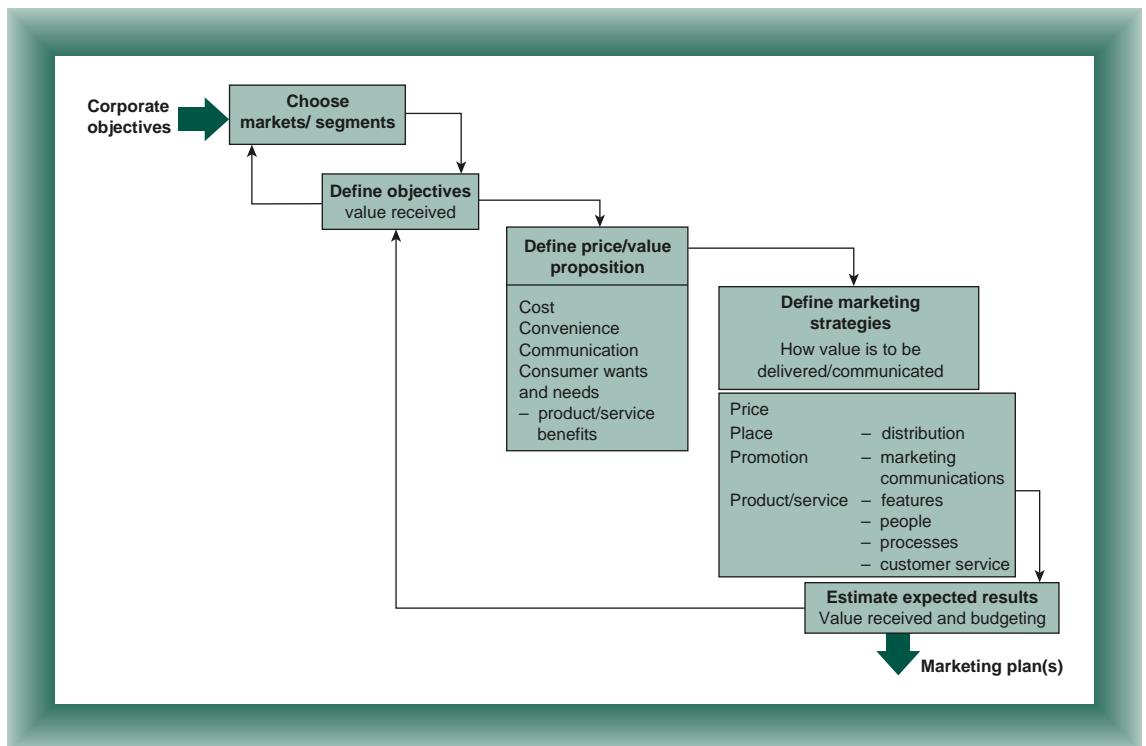 Corporate
objectives
Choose
markets/ segments
Define objectives
value received
Define price/value
proposition
Cost
Convenience
Communication
Consumer wants
and needs
– product/service
benefits
Define marketing
strategies
How value is to be
delivered/communicated
Price
Place – distribution
Promotion – marketing
communications
Product/service – features
– people
– processes
– customer service
Estimate expected results
Value received and budgeting
Marketing plan(s)